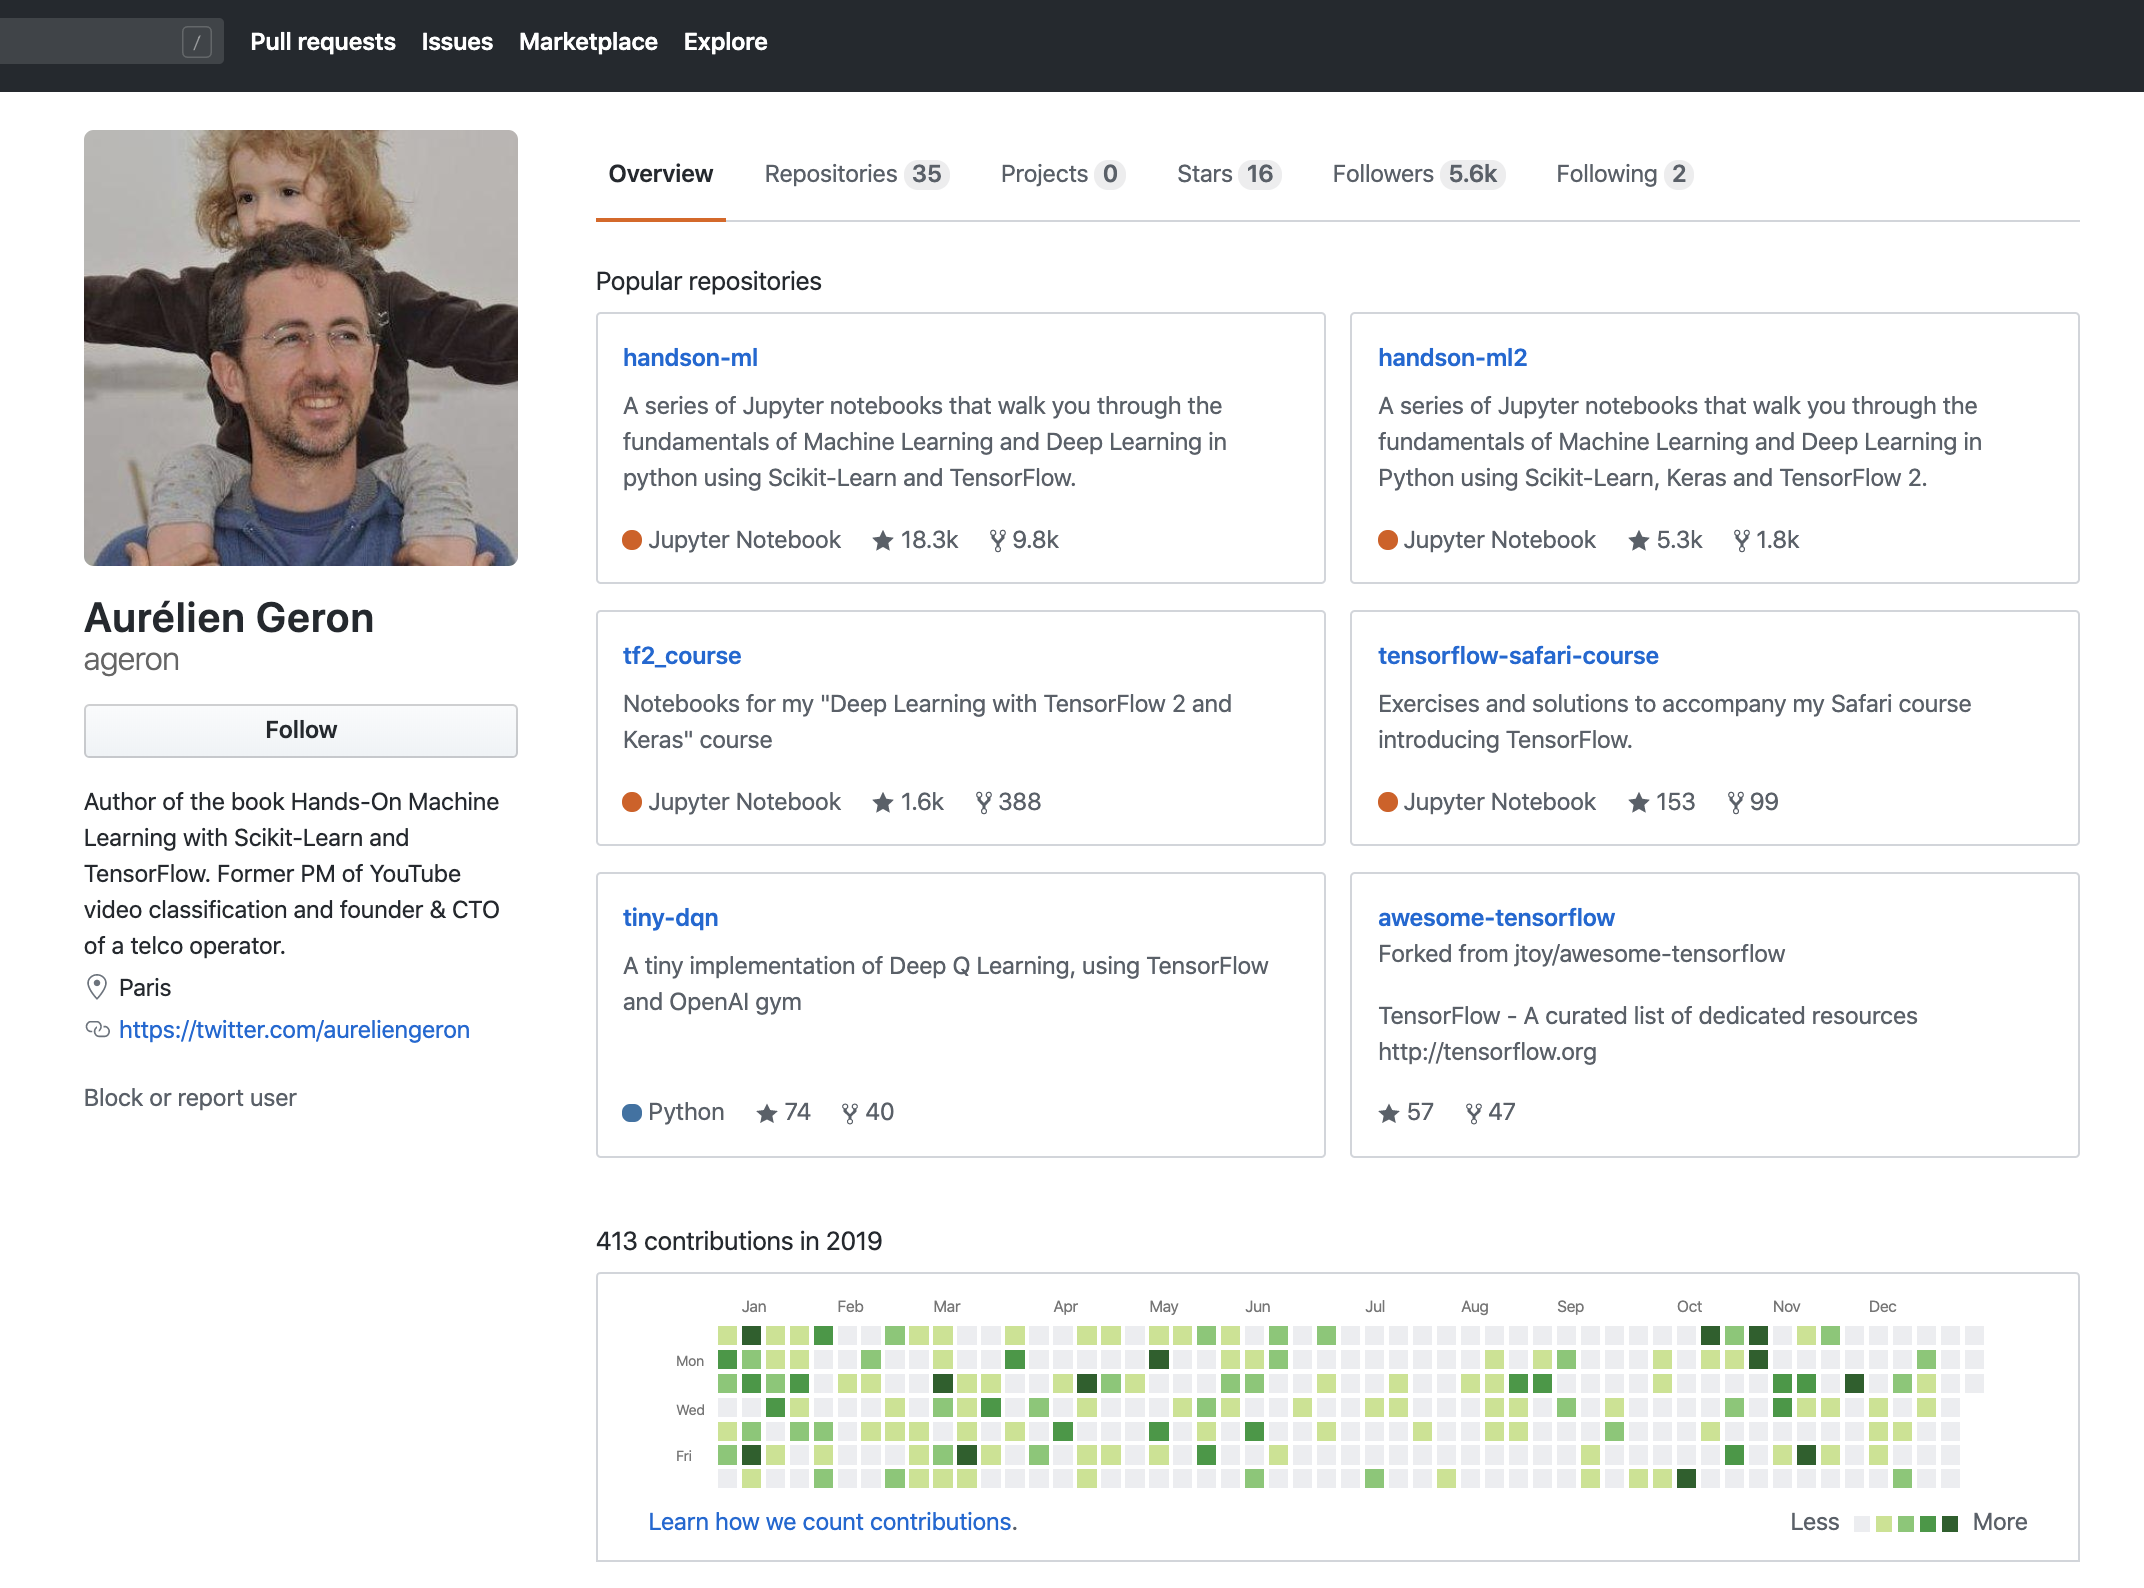 / Pull requests Issues Marketplace Explore
Overview Repositories 35 Projects 0 Stars 16 Followers 5.6k Following 2
Aurélien Geron
ageron
Follow
Author of the book Hands-On Machine
Learning with Scikit-Learn and
TensorFlow. Former PM of YouTube
video classification and founder & CTO
of a telco operator.
Paris
https://twitter.com/aureliengeron
Block or report user
Popular repositories
handson-ml
A series of Jupyter notebooks that walk you through the
fundamentals of Machine Learning and Deep Learning in
python using Scikit-Learn and TensorFlow.
Jupyter Notebook 18.3k 9.8k
handson-ml2
A series of Jupyter notebooks that walk you through the
fundamentals of Machine Learning and Deep Learning in
Python using Scikit-Learn, Keras and TensorFlow 2.
Jupyter Notebook 5.3k 1.8k
tf2_course
Notebooks for my "Deep Learning with TensorFlow 2 and
Keras" course
Jupyter Notebook 1.6k 388
tensorflow-safari-course
Exercises and solutions to accompany my Safari course
introducing TensorFlow.
Jupyter Notebook 153 99
tiny-dqn
A tiny implementation of Deep Q Learning, using TensorFlow
and OpenAI gym
Python 74 40
awesome-tensorflow
Forked from jtoy/awesome-tensorflow
TensorFlow - A curated list of dedicated resources
http://tensorflow.org
57 47
413 contributions in 2019
Jan Feb Mar Apr May Jun Jul Aug Sep Oct Nov Dec
Mon
Wed
Fri
Learn how we count contributions.
Less More